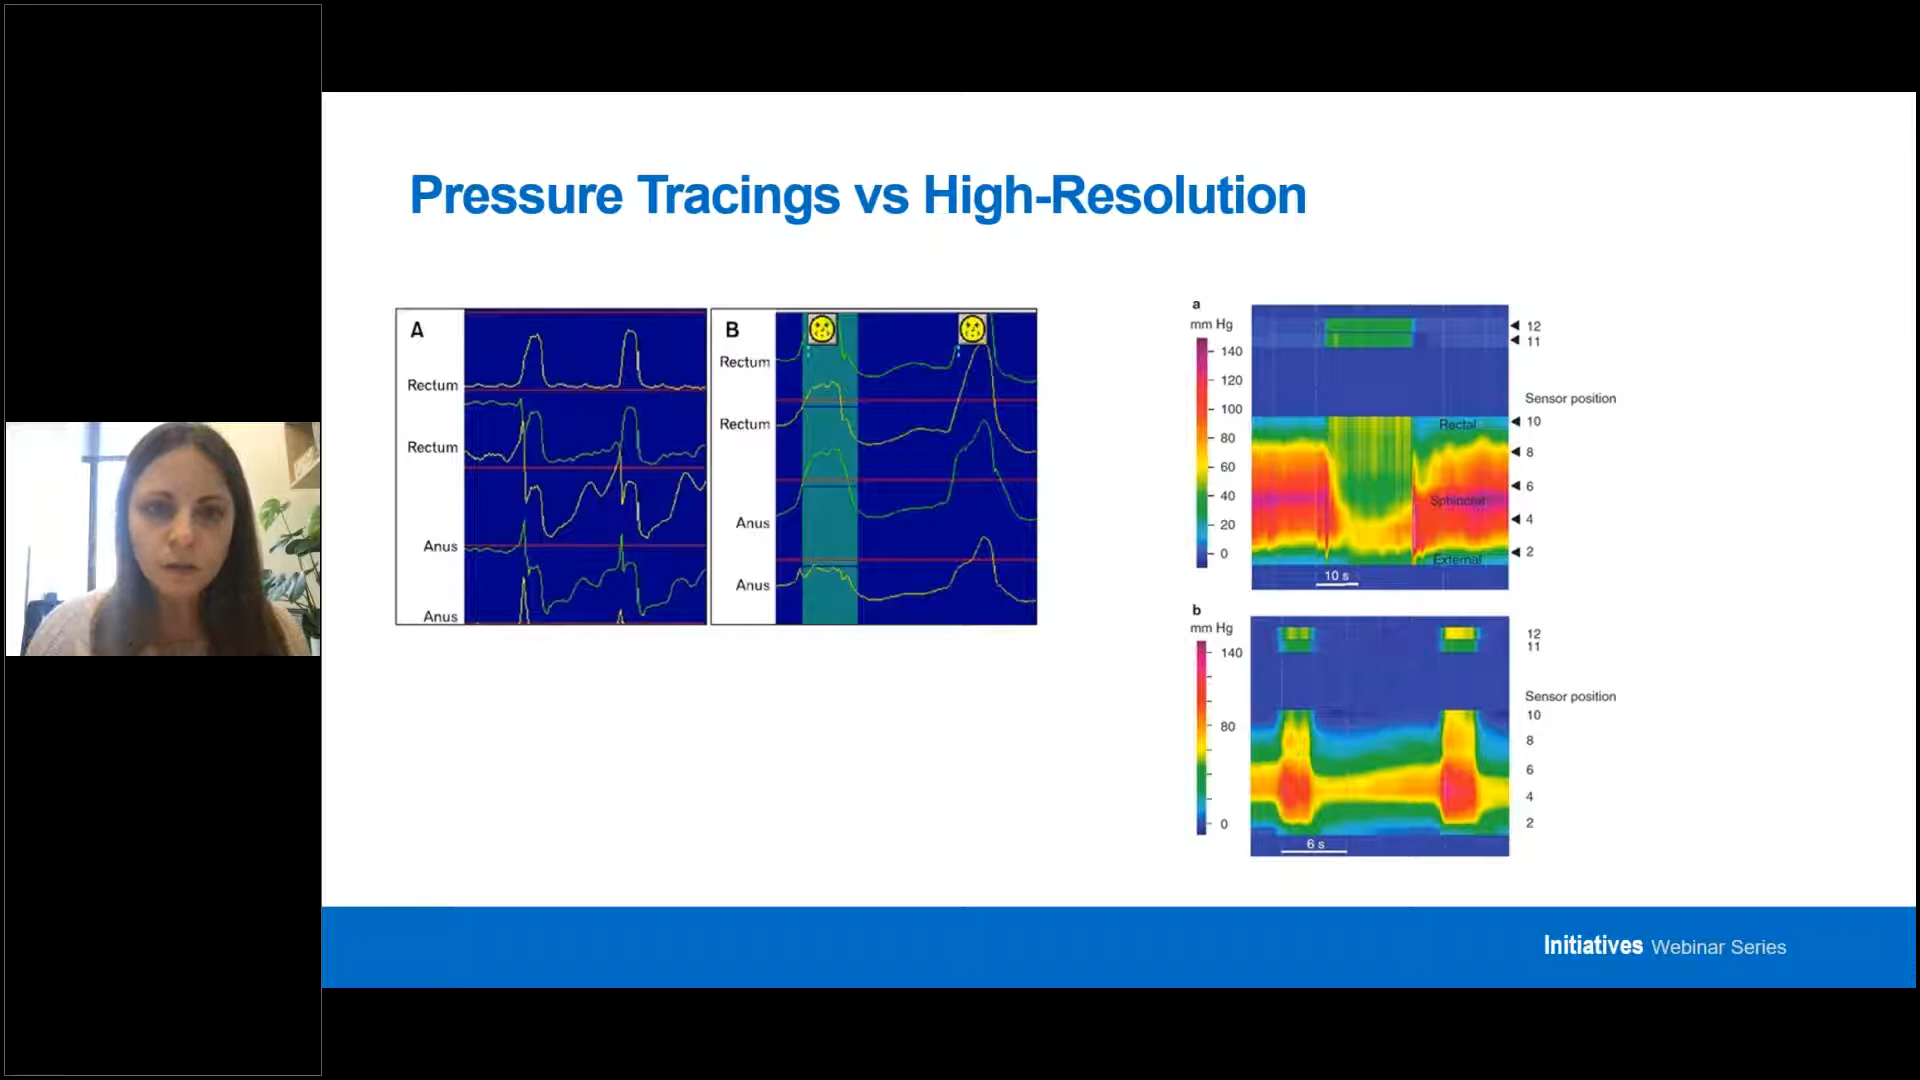 Pressure Tracings vs High-Resolution
A
Rectum
Rectum
Anus
Anus
B
Rectum
Rectum
Anus
Anus
a
mm Hg
140
120
100
80
60
40
20
0
Rectal
Sphincter
External
10 s
12
11
Sensor position
10
8
6
4
2
b
mm Hg
140
80
0
6 s
12
11
Sensor position
10
8
6
4
2
Initiatives Webinar Series